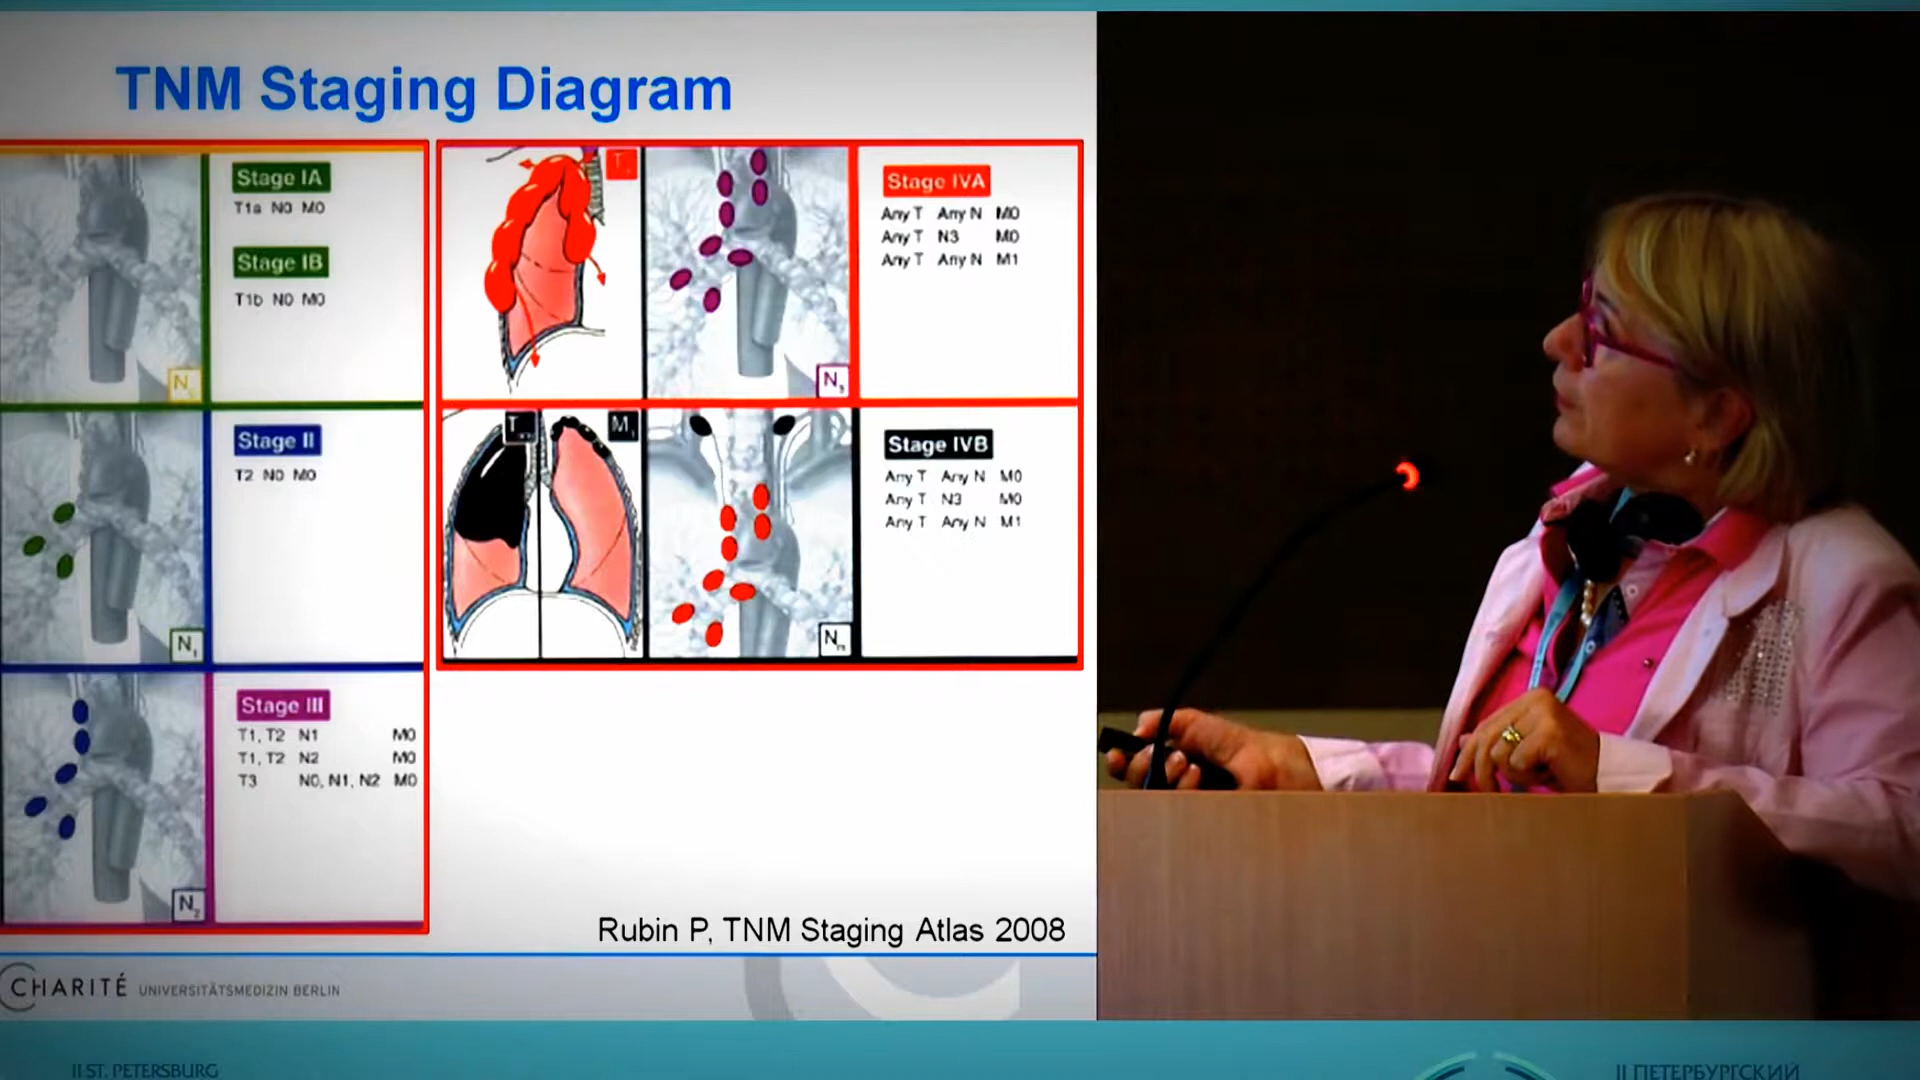 TNM Staging Diagram
Stage IA
T1a N0 M0
Stage IB
T1b N0 M0
N
Stage II
T2 N0 M0
N1
Stage III
T1, T2 N1 M0
T1, T2 N2 M0
T3 N0, N1, N2 M0
N2
T
N3
Stage IVA
Any T Any N M0
Any T N3 M0
Any T Any N M1
T
M1
Nm
Stage IVB
Any T Any N M0
Any T N3 M0
Any T Any N M1
Rubin P, TNM Staging Atlas 2008
CHARITÉ UNIVERSITÄTSMEDIZIN BERLIN
II ST. PETERSBURG
II ПЕТЕРБУРГСКИЙ